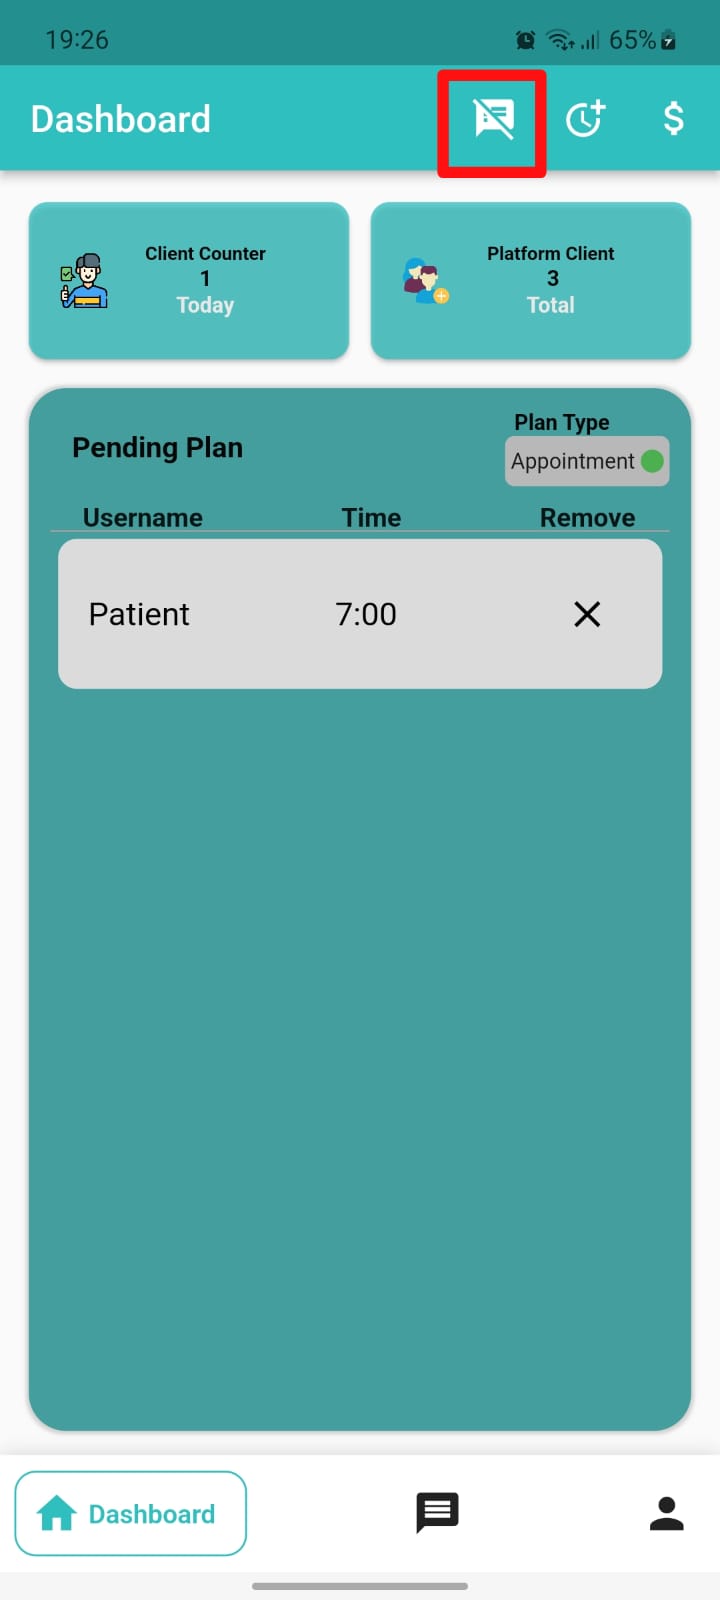 19:26
65%
Dashboard
$
Client Counter
1
Today
Platform Client
3
Total
Plan Type
Pending Plan
Appointment
Username Time Remove
Patient 7:00
Dashboard